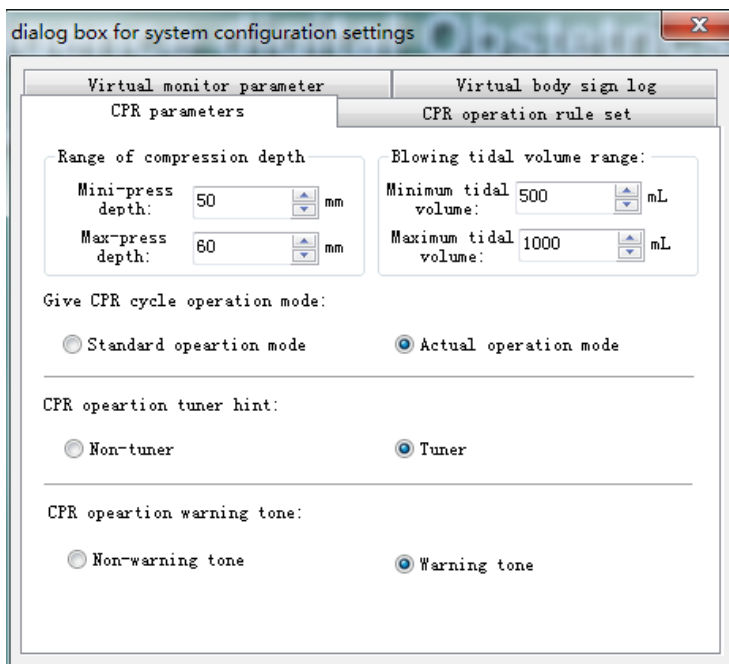 dialog box for system configuration settings
Virtual monitor parameter
Virtual body sign log
CPR parameters
CPR operation rule set
Range of compression depth
Mini-press
depth:
50
mm
Max-press
depth:
60
mm
Blowing tidal volume range:
Minimum tidal
volume:
500
mL
Maximum tidal
volume:
1000
mL
Give CPR cycle operation mode:
Standard opeartion mode
Actual operation mode
CPR opeartion tuner hint:
Non-tuner
Tuner
CPR opeartion warning tone:
Non-warning tone
Warning tone